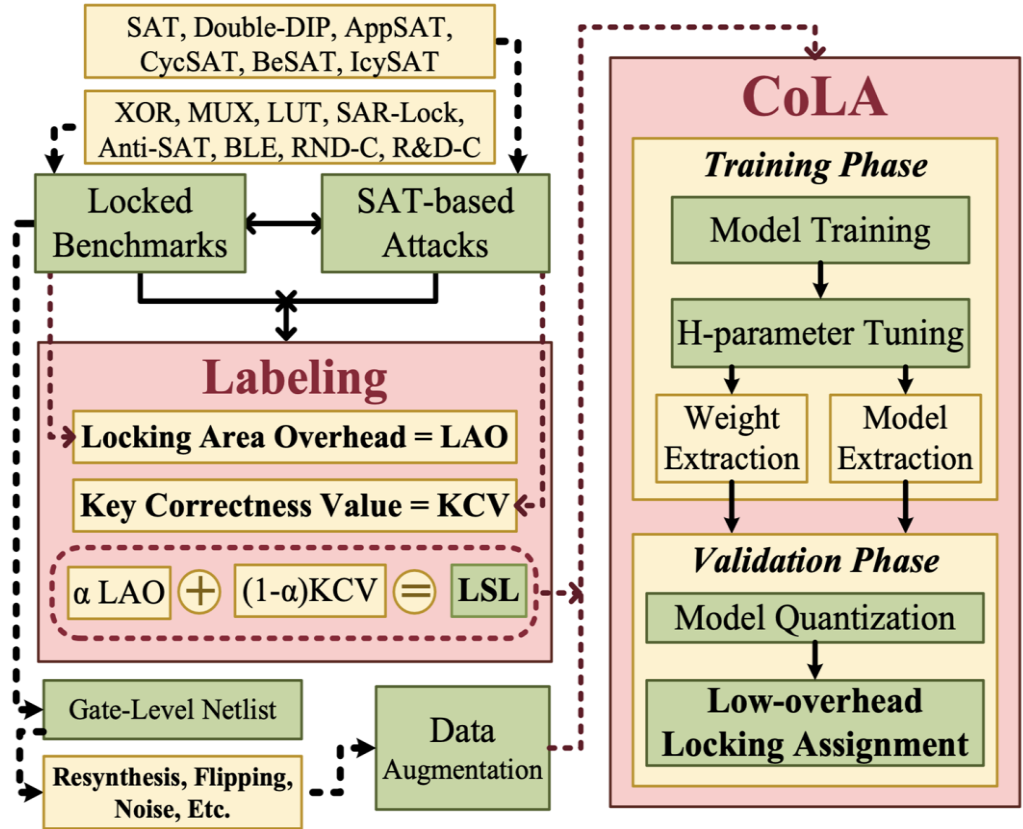 SAT, Double-DIP, AppSAT,
CycSAT, BeSAT, IcySAT
XOR, MUX, LUT, SAR-Lock,
Anti-SAT, BLE, RND-C, R&D-C
Locked
Benchmarks
SAT-based
Attacks
Labeling
Locking Area Overhead = LAO
Key Correctness Value = KCV
α LAO + (1-α)KCV = LSL
Gate-Level Netlist
Resynthesis, Flipping,
Noise, Etc.
Data
Augmentation
CoLA
Training Phase
Model Training
H-parameter Tuning
Weight
Extraction
Model
Extraction
Validation Phase
Model Quantization
Low-overhead
Locking Assignment